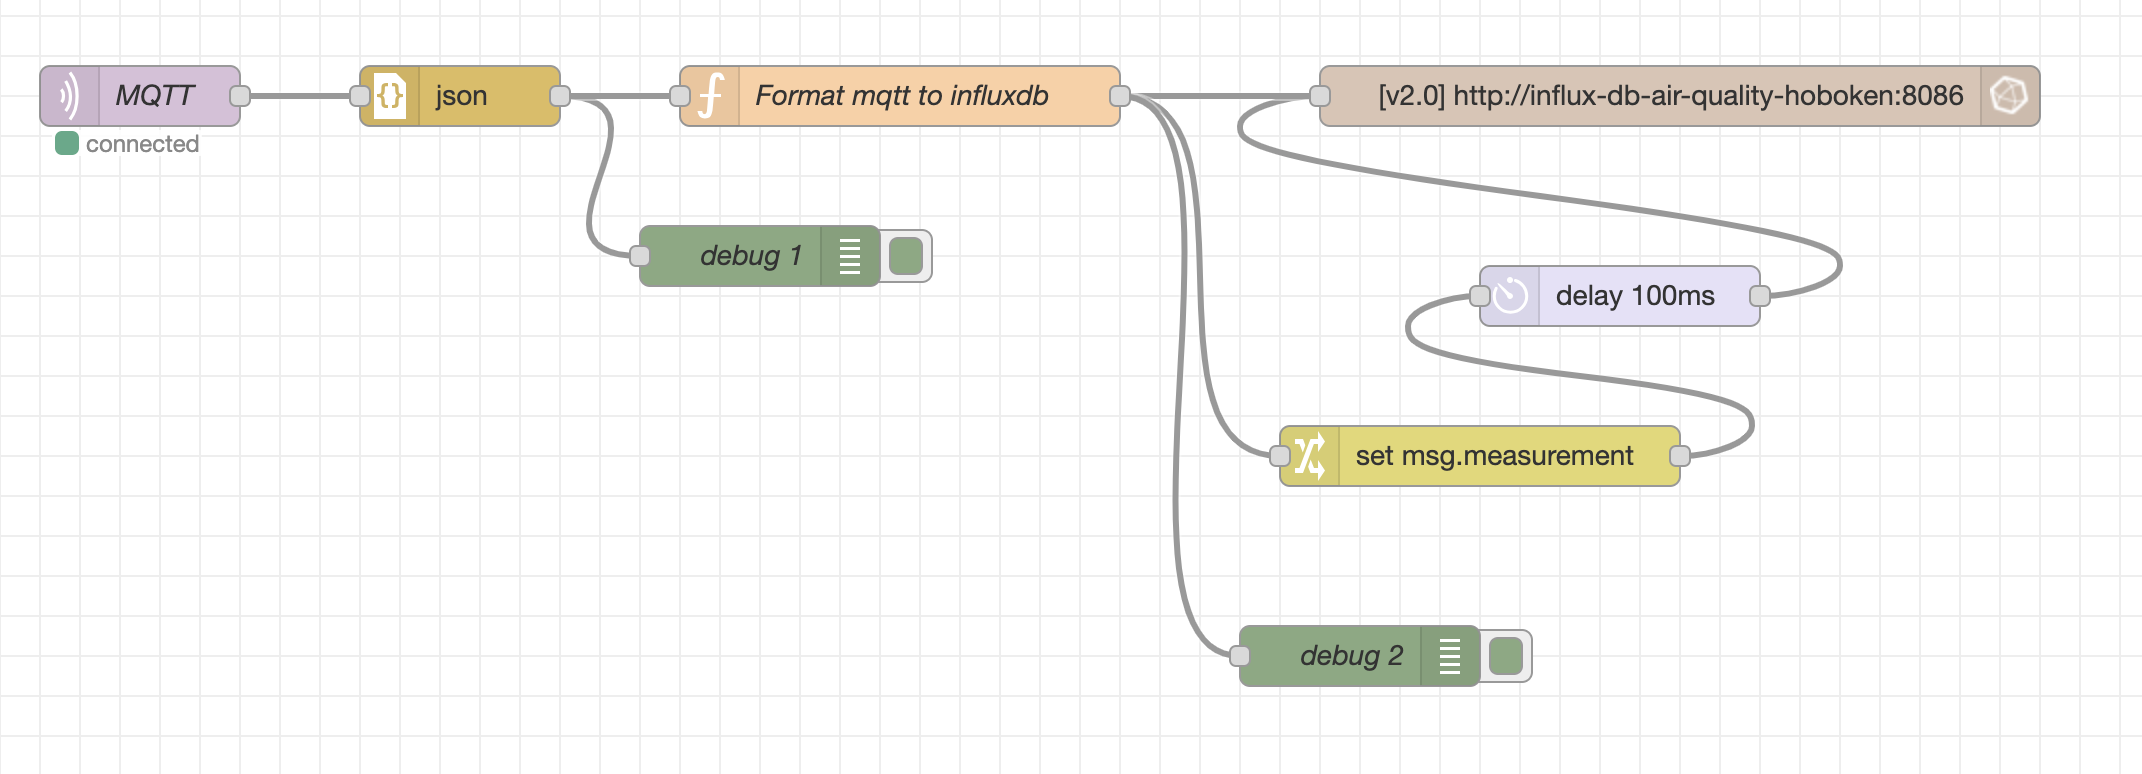 MQTT
json
Format mqtt to influxdb
[v2.0] http://influx-db-air-quality-hoboken:8086
connected
debug 1
delay 100ms
set msg.measurement
debug 2